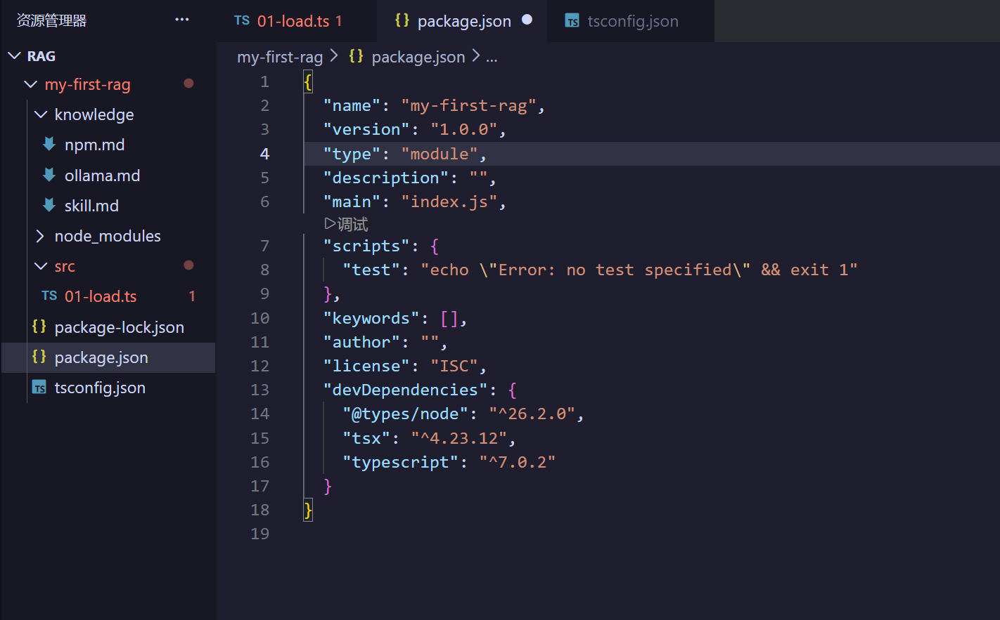 资源管理器
RAG
my-first-rag
knowledge
npm.md
ollama.md
skill.md
node_modules
src
TS 01-load.ts 1
{} package-lock.json
{} package.json
TS tsconfig.json
TS 01-load.ts 1
{} package.json
TS tsconfig.json
my-first-rag > {} package.json > ...
1 {
2 "name": "my-first-rag",
3 "version": "1.0.0",
4 "type": "module",
5 "description": "",
6 "main": "index.js",
调试
7 "scripts": {
8 "test": "echo \"Error: no test specified\" && exit 1"
9 },
10 "keywords": [],
11 "author": "",
12 "license": "ISC",
13 "devDependencies": {
14 "@types/node": "^26.2.0",
15 "tsx": "^4.23.12",
16 "typescript": "^7.0.2"
17 }
18 }
19